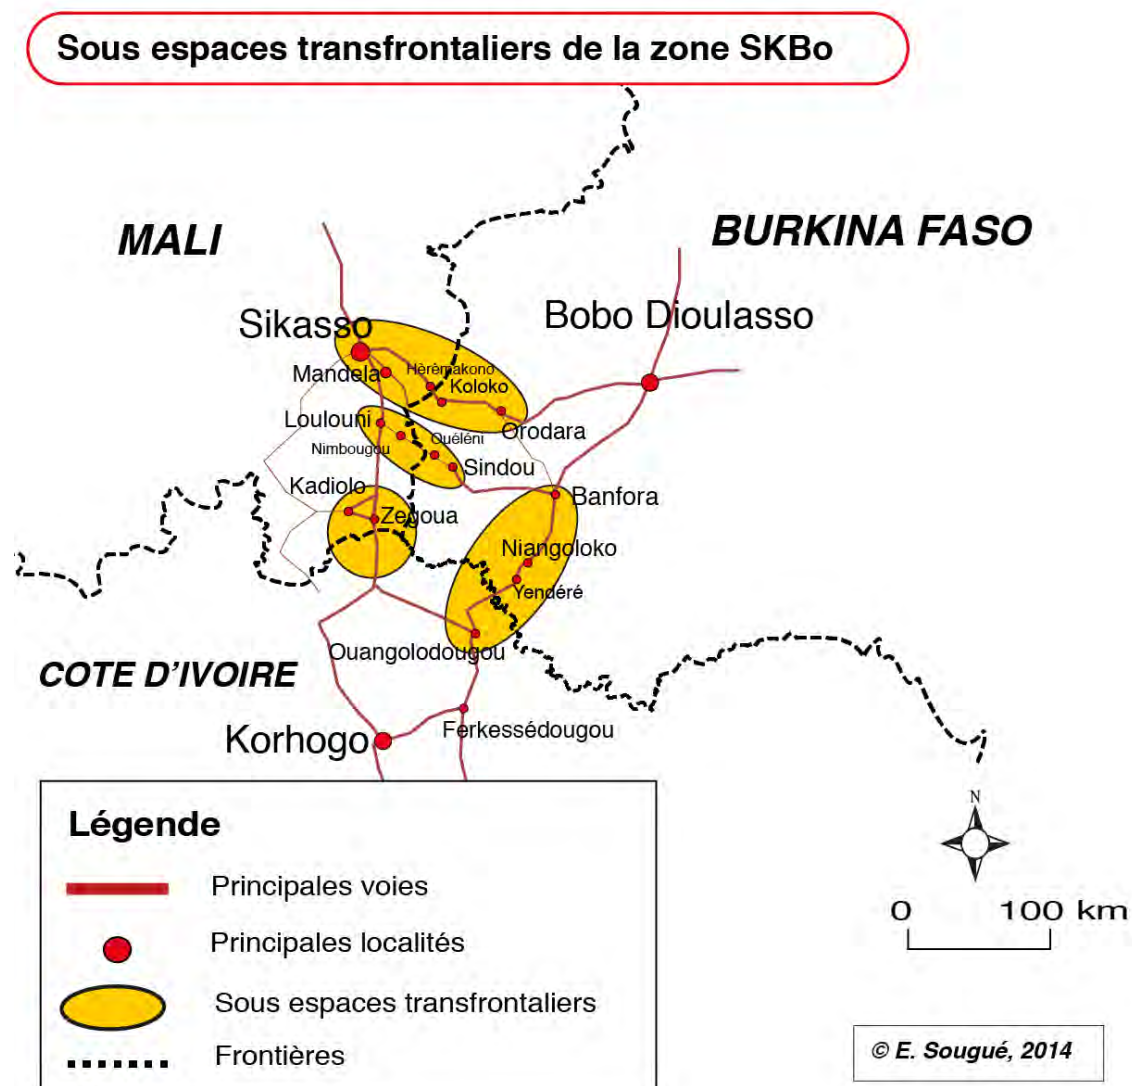 Sous espaces transfrontaliers de la zone SKBo
MALI
BURKINA FASO
Sikasso
Bobo Dioulasso
Mandela
Hèrèmakono
Koloko
Loulouni
Orodara
Nimbougou
Ouéléni
Sindou
Kadiolo
Banfora
Zegoua
Niangoloko
Yendéré
Ouangolodougou
COTE D'IVOIRE
Korhogo
Ferkessédougou
Légende
Principales voies
Principales localités
Sous espaces transfrontaliers
Frontières
N
0 100 km
© E. Sougué, 2014